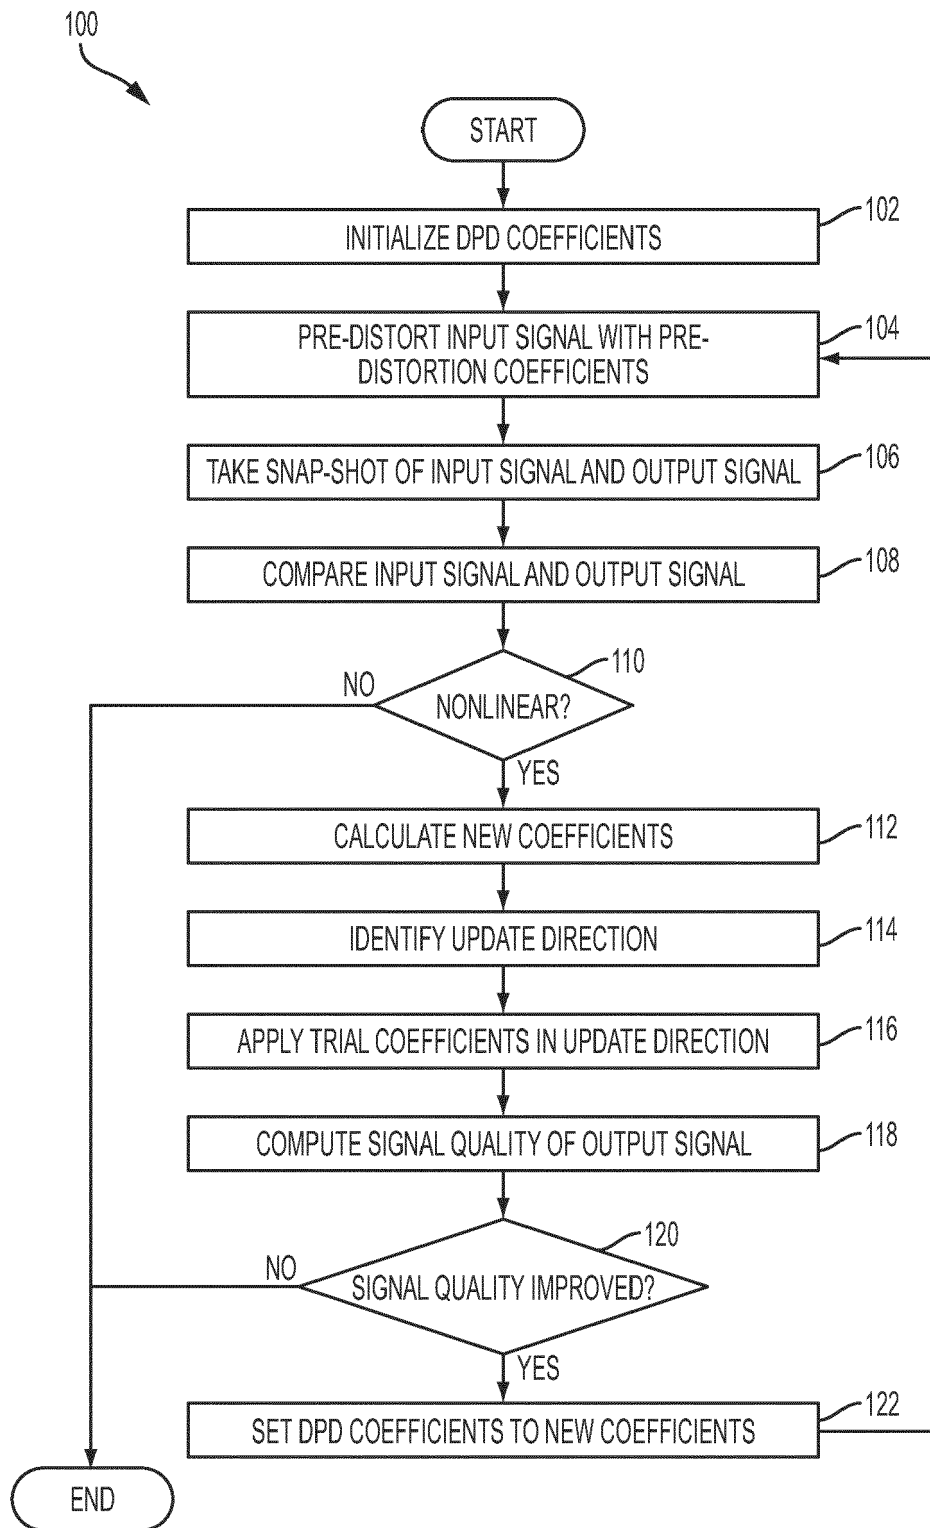 100
START
102
INITIALIZE DPD COEFFICIENTS
104
PRE-DISTORT INPUT SIGNAL WITH PRE-
DISTORTION COEFFICIENTS
106
TAKE SNAP-SHOT OF INPUT SIGNAL AND OUTPUT SIGNAL
108
COMPARE INPUT SIGNAL AND OUTPUT SIGNAL
110
NO
NONLINEAR?
YES
112
CALCULATE NEW COEFFICIENTS
114
IDENTIFY UPDATE DIRECTION
116
APPLY TRIAL COEFFICIENTS IN UPDATE DIRECTION
118
COMPUTE SIGNAL QUALITY OF OUTPUT SIGNAL
120
NO
SIGNAL QUALITY IMPROVED?
YES
122
SET DPD COEFFICIENTS TO NEW COEFFICIENTS
END